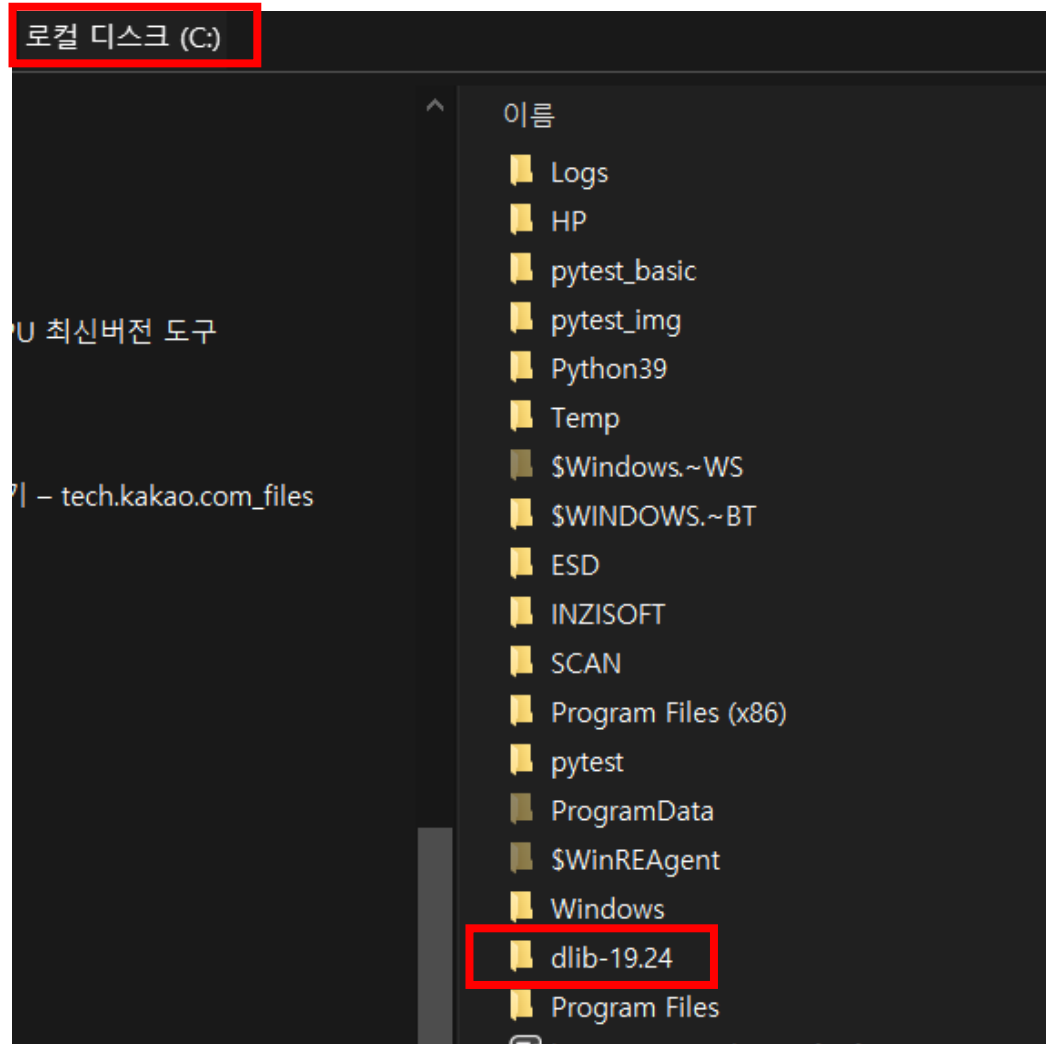 로컬 디스크 (C:)
이름
Logs
HP
pytest_basic
pytest_img
U 최신버전 도구
Python39
Temp
$Windows.~WS
– tech.kakao.com_files
$WINDOWS.~BT
ESD
INZISOFT
SCAN
Program Files (x86)
pytest
ProgramData
$WinREAgent
Windows
dlib-19.24
Program Files